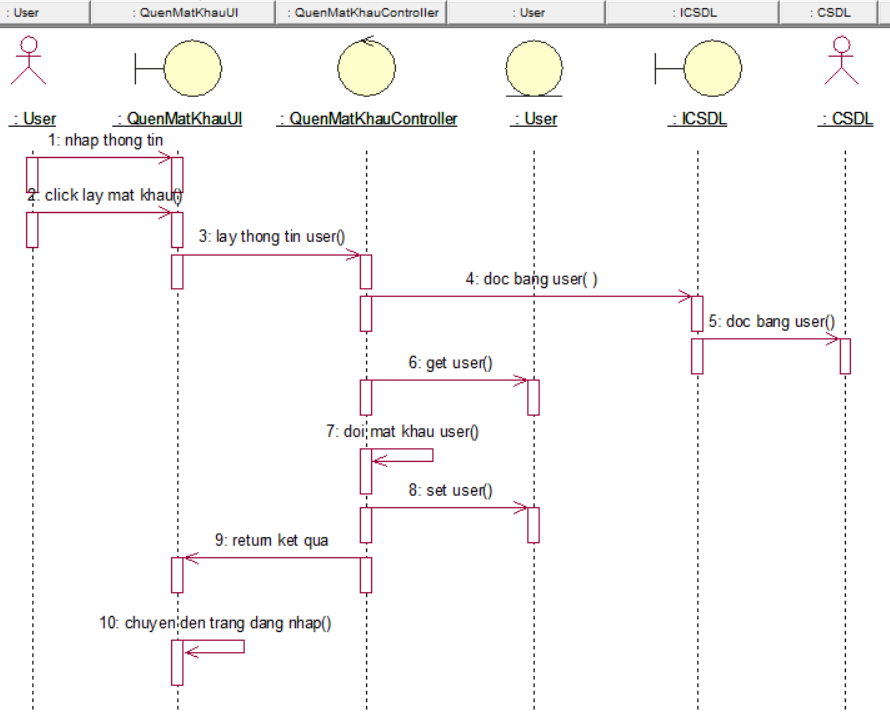 : User
: QuenMatKhauUI
: QuenMatKhauController
: User
: ICSDL
: CSDL
: User
: QuenMatKhauUI
: QuenMatKhauController
: User
: ICSDL
: CSDL
1: nhap thong tin
2: click lay mat khau()
3: lay thong tin user()
4: doc bang user( )
5: doc bang user()
6: get user()
7: doi mat khau user()
8: set user()
9: return ket qua
10: chuyen den trang dang nhap()